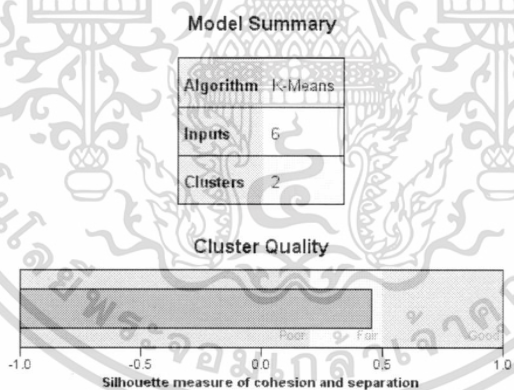 Model Summary
Algorithm K-Means
Inputs 6
Clusters 2
Cluster Quality
Poor Fair Good
-1.0 -0.5 0.0 0.5 1.0
Silhouette measure of cohesion and separation